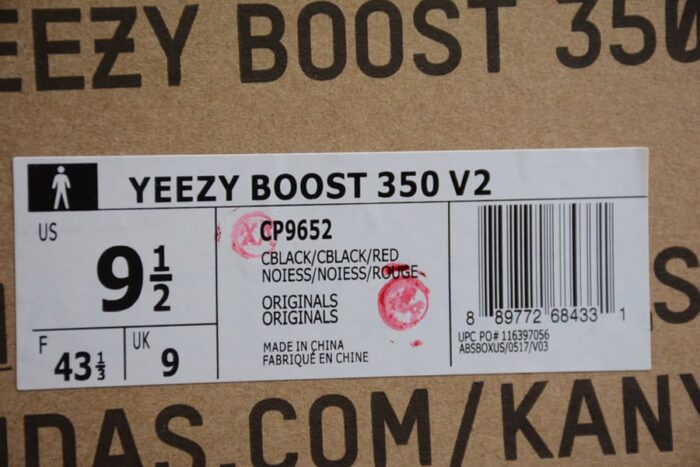 EEZY BOOST 350
YEEZY BOOST 350 V2
US
9 1/2
F
43 1/3
UK
9
CP9652
CBLACK/CBLACK/RED
NOIESS/NOIESS/ROUGE
ORIGINALS
ORIGINALS
MADE IN CHINA
FABRIQUÉ EN CHINE
8 89772 68433 1
UPC PO# 116397056
ABSBOXUS/0517/V03
.S
IDAS.COM/KANY